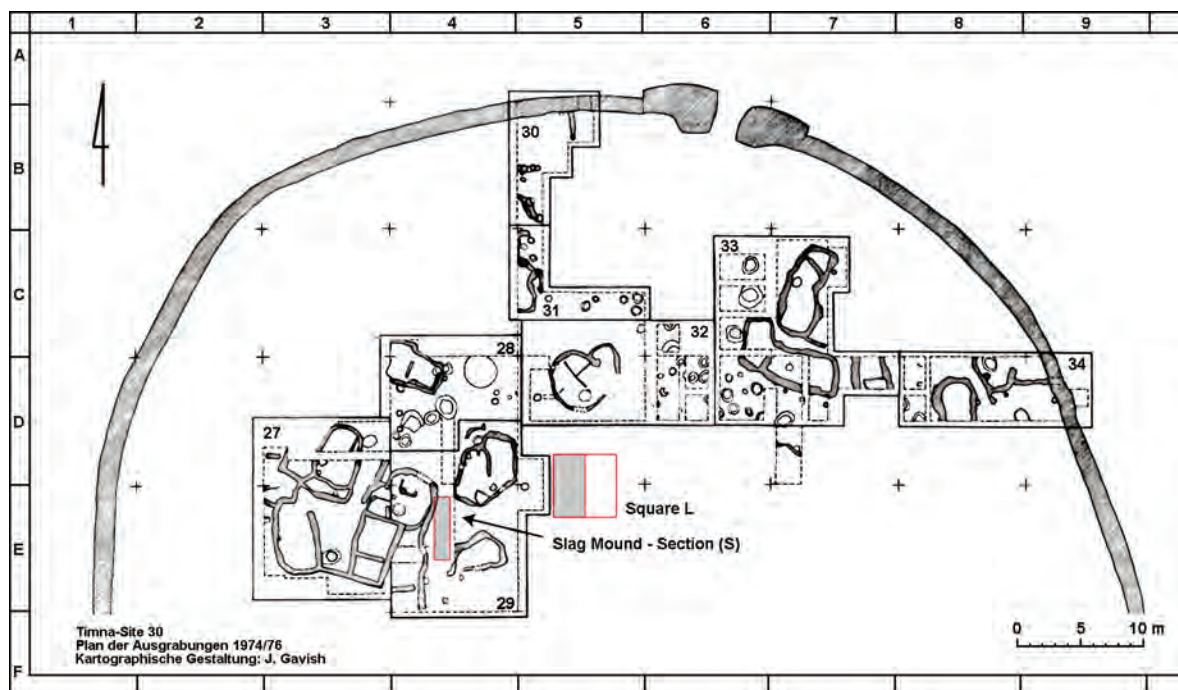 1 2 3 4 5 6 7 8 9
A
B
C
D
E
F
30
33
31
32
28
34
27
Square L
Slag Mound - Section (S)
29
Timna-Site 30
Plan der Ausgrabungen 1974/76
Kartographische Gestaltung: J. Gavish
0 5 10 m